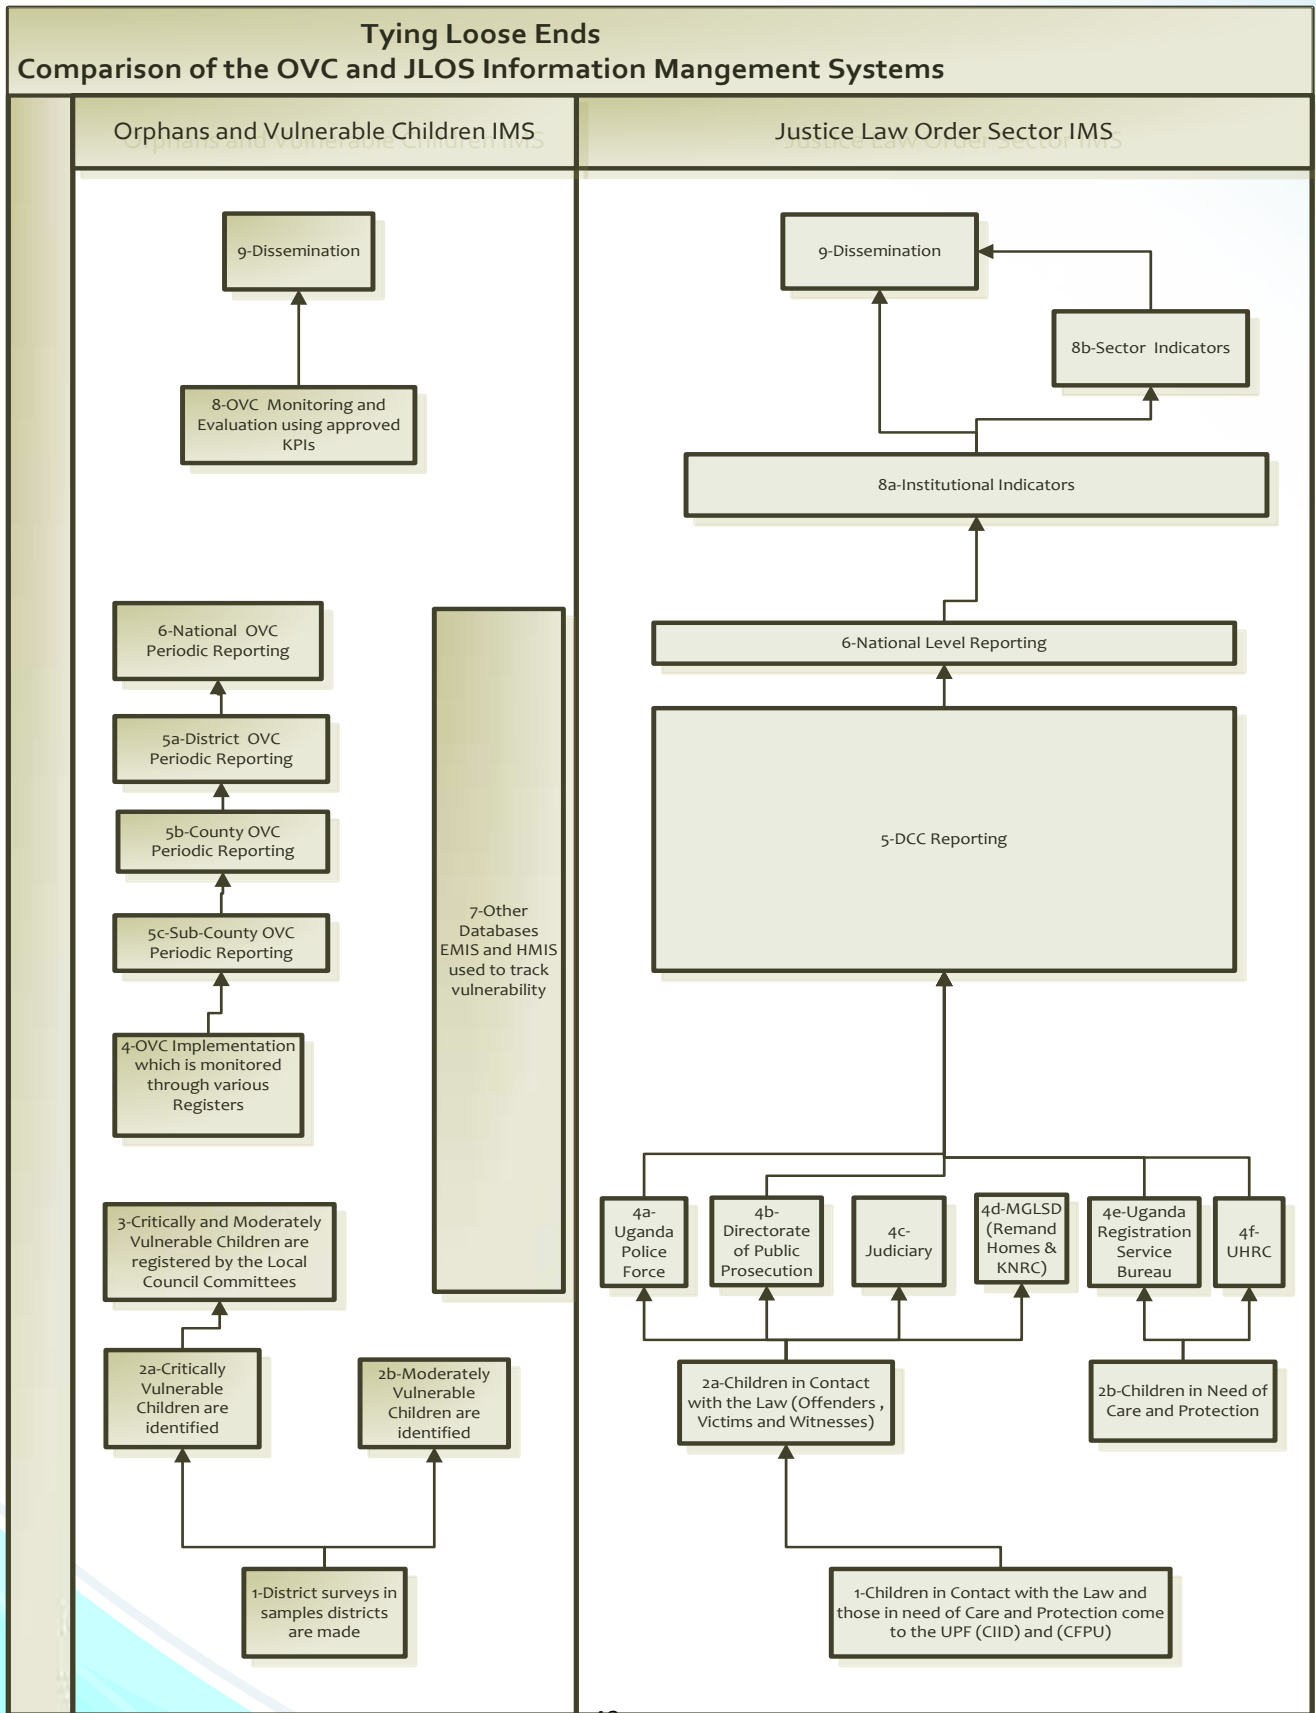 Tying Loose Ends
Comparison of the OVC and JLOS Information Mangement Systems
Orphans and Vulnerable Children IMS
9-Dissemination
8-OVC Monitoring and
Evaluation using approved
KPIs
6-National OVC
Periodic Reporting
5a-District OVC
Periodic Reporting
5b-County OVC
Periodic Reporting
5c-Sub-County OVC
Periodic Reporting
4-OVC Implementation
which is monitored
through various
Registers
7-Other
Databases
EMIS and HMIS
used to track
vulnerability
3-Critically and Moderately
Vulnerable Children are
registered by the Local
Council Committees
2a-Critically
Vulnerable
Children are
identified
2b-Moderately
Vulnerable
Children are
identified
1-District surveys in
samples districts
are made
Justice Law Order Sector IMS
9-Dissemination
8b-Sector Indicators
8a-Institutional Indicators
6-National Level Reporting
5-DCC Reporting
4a-
Uganda
Police
Force
4b-
Directorate
of Public
Prosecution
4c-
Judiciary
4d-MGLSD
(Remand
Homes &
KNRC)
4e-Uganda
Registration
Service
Bureau
4f-
UHRC
2a-Children in Contact
with the Law (Offenders ,
Victims and Witnesses)
2b-Children in Need of
Care and Protection
1-Children in Contact with the Law and
those in need of Care and Protection come
to the UPF (CIID) and (CFPU)